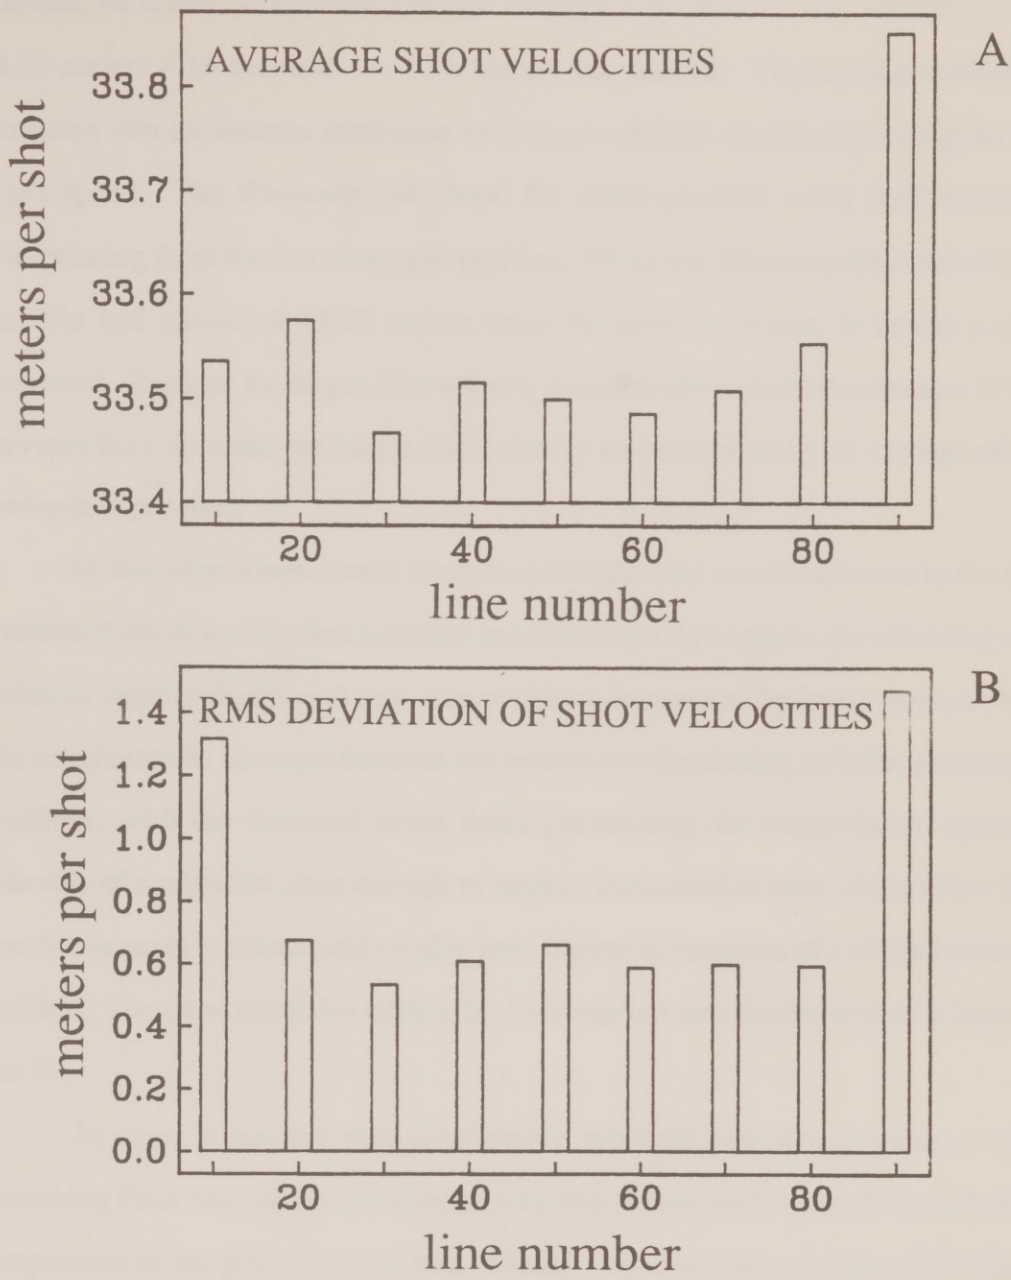 A
AVERAGE SHOT VELOCITIES
meters per shot
33.8
33.7
33.6
33.5
33.4
20 40 60 80
line number
B
RMS DEVIATION OF SHOT VELOCITIES
meters per shot
1.4
1.2
1.0
0.8
0.6
0.4
0.2
0.0
20 40 60 80
line number